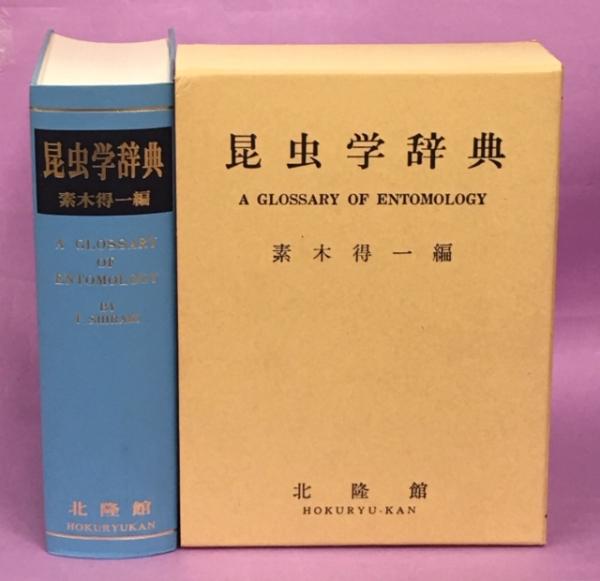 昆虫学辞典
素木得一編
A GLOSSARY
OF
ENTOMOLOGY
BY
T. SHIRAKI
北隆館
HOKURYUKAN
昆虫学辞典
A GLOSSARY OF ENTOMOLOGY
素木得一編
北隆館
HOKURYU-KAN